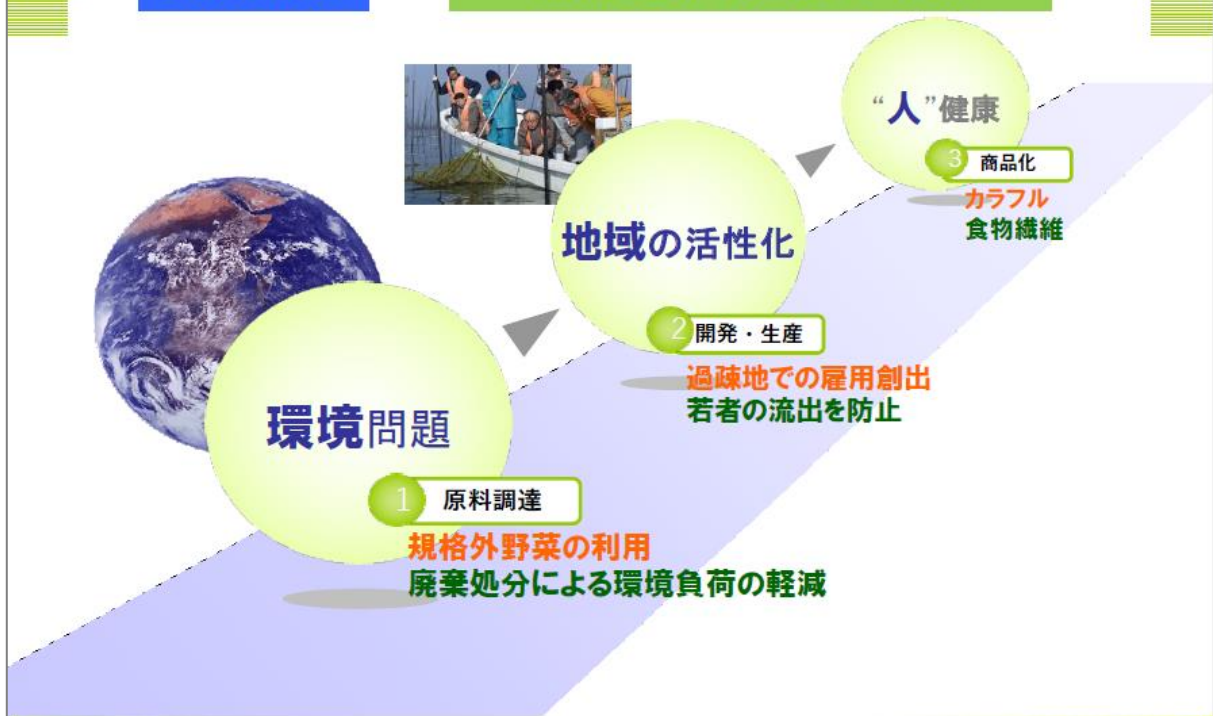 環境問題
1 原料調達
規格外野菜の利用
廃棄処分による環境負荷の軽減
地域の活性化
2 開発・生産
過疎地での雇用創出
若者の流出を防止
“人”健康
3 商品化
カラフル
食物繊維